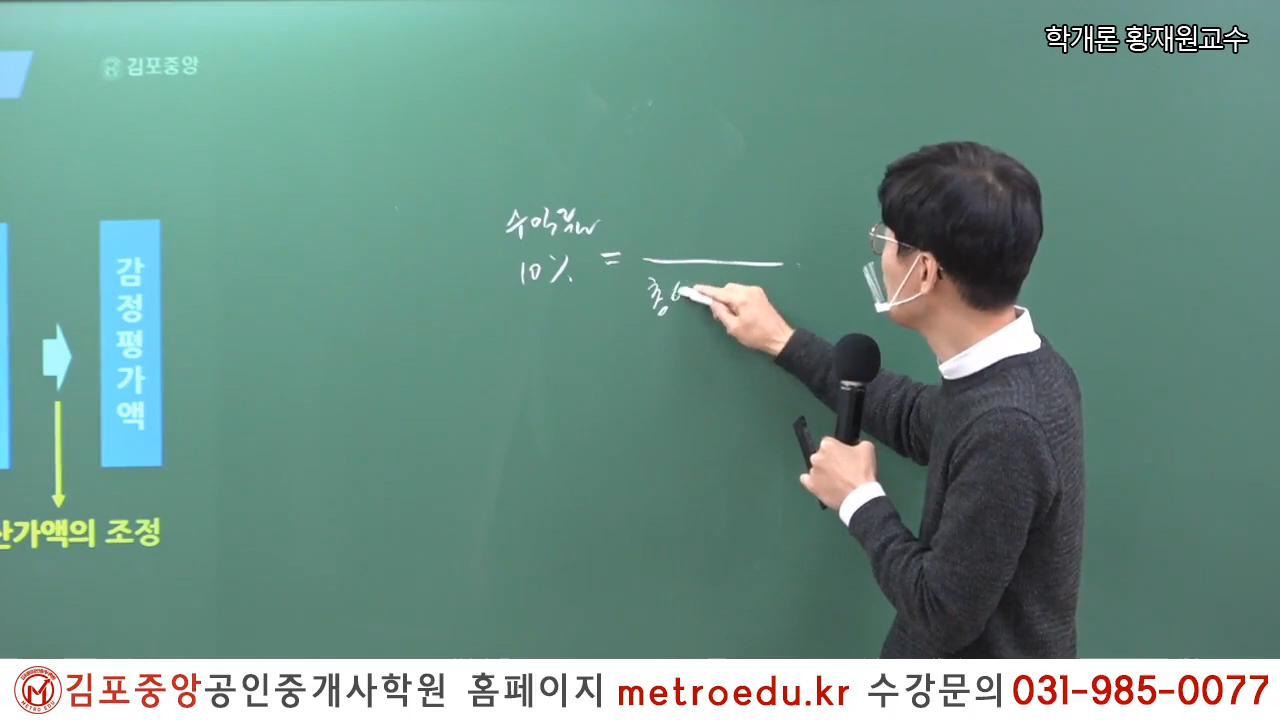 학개론 황재원교수
김포중앙
수익률
10% =
총
감정평가액
산가액의 조정
METRO EDU
김포중앙공인중개사학원 홈페이지 metroedu.kr 수강문의 031-985-0077